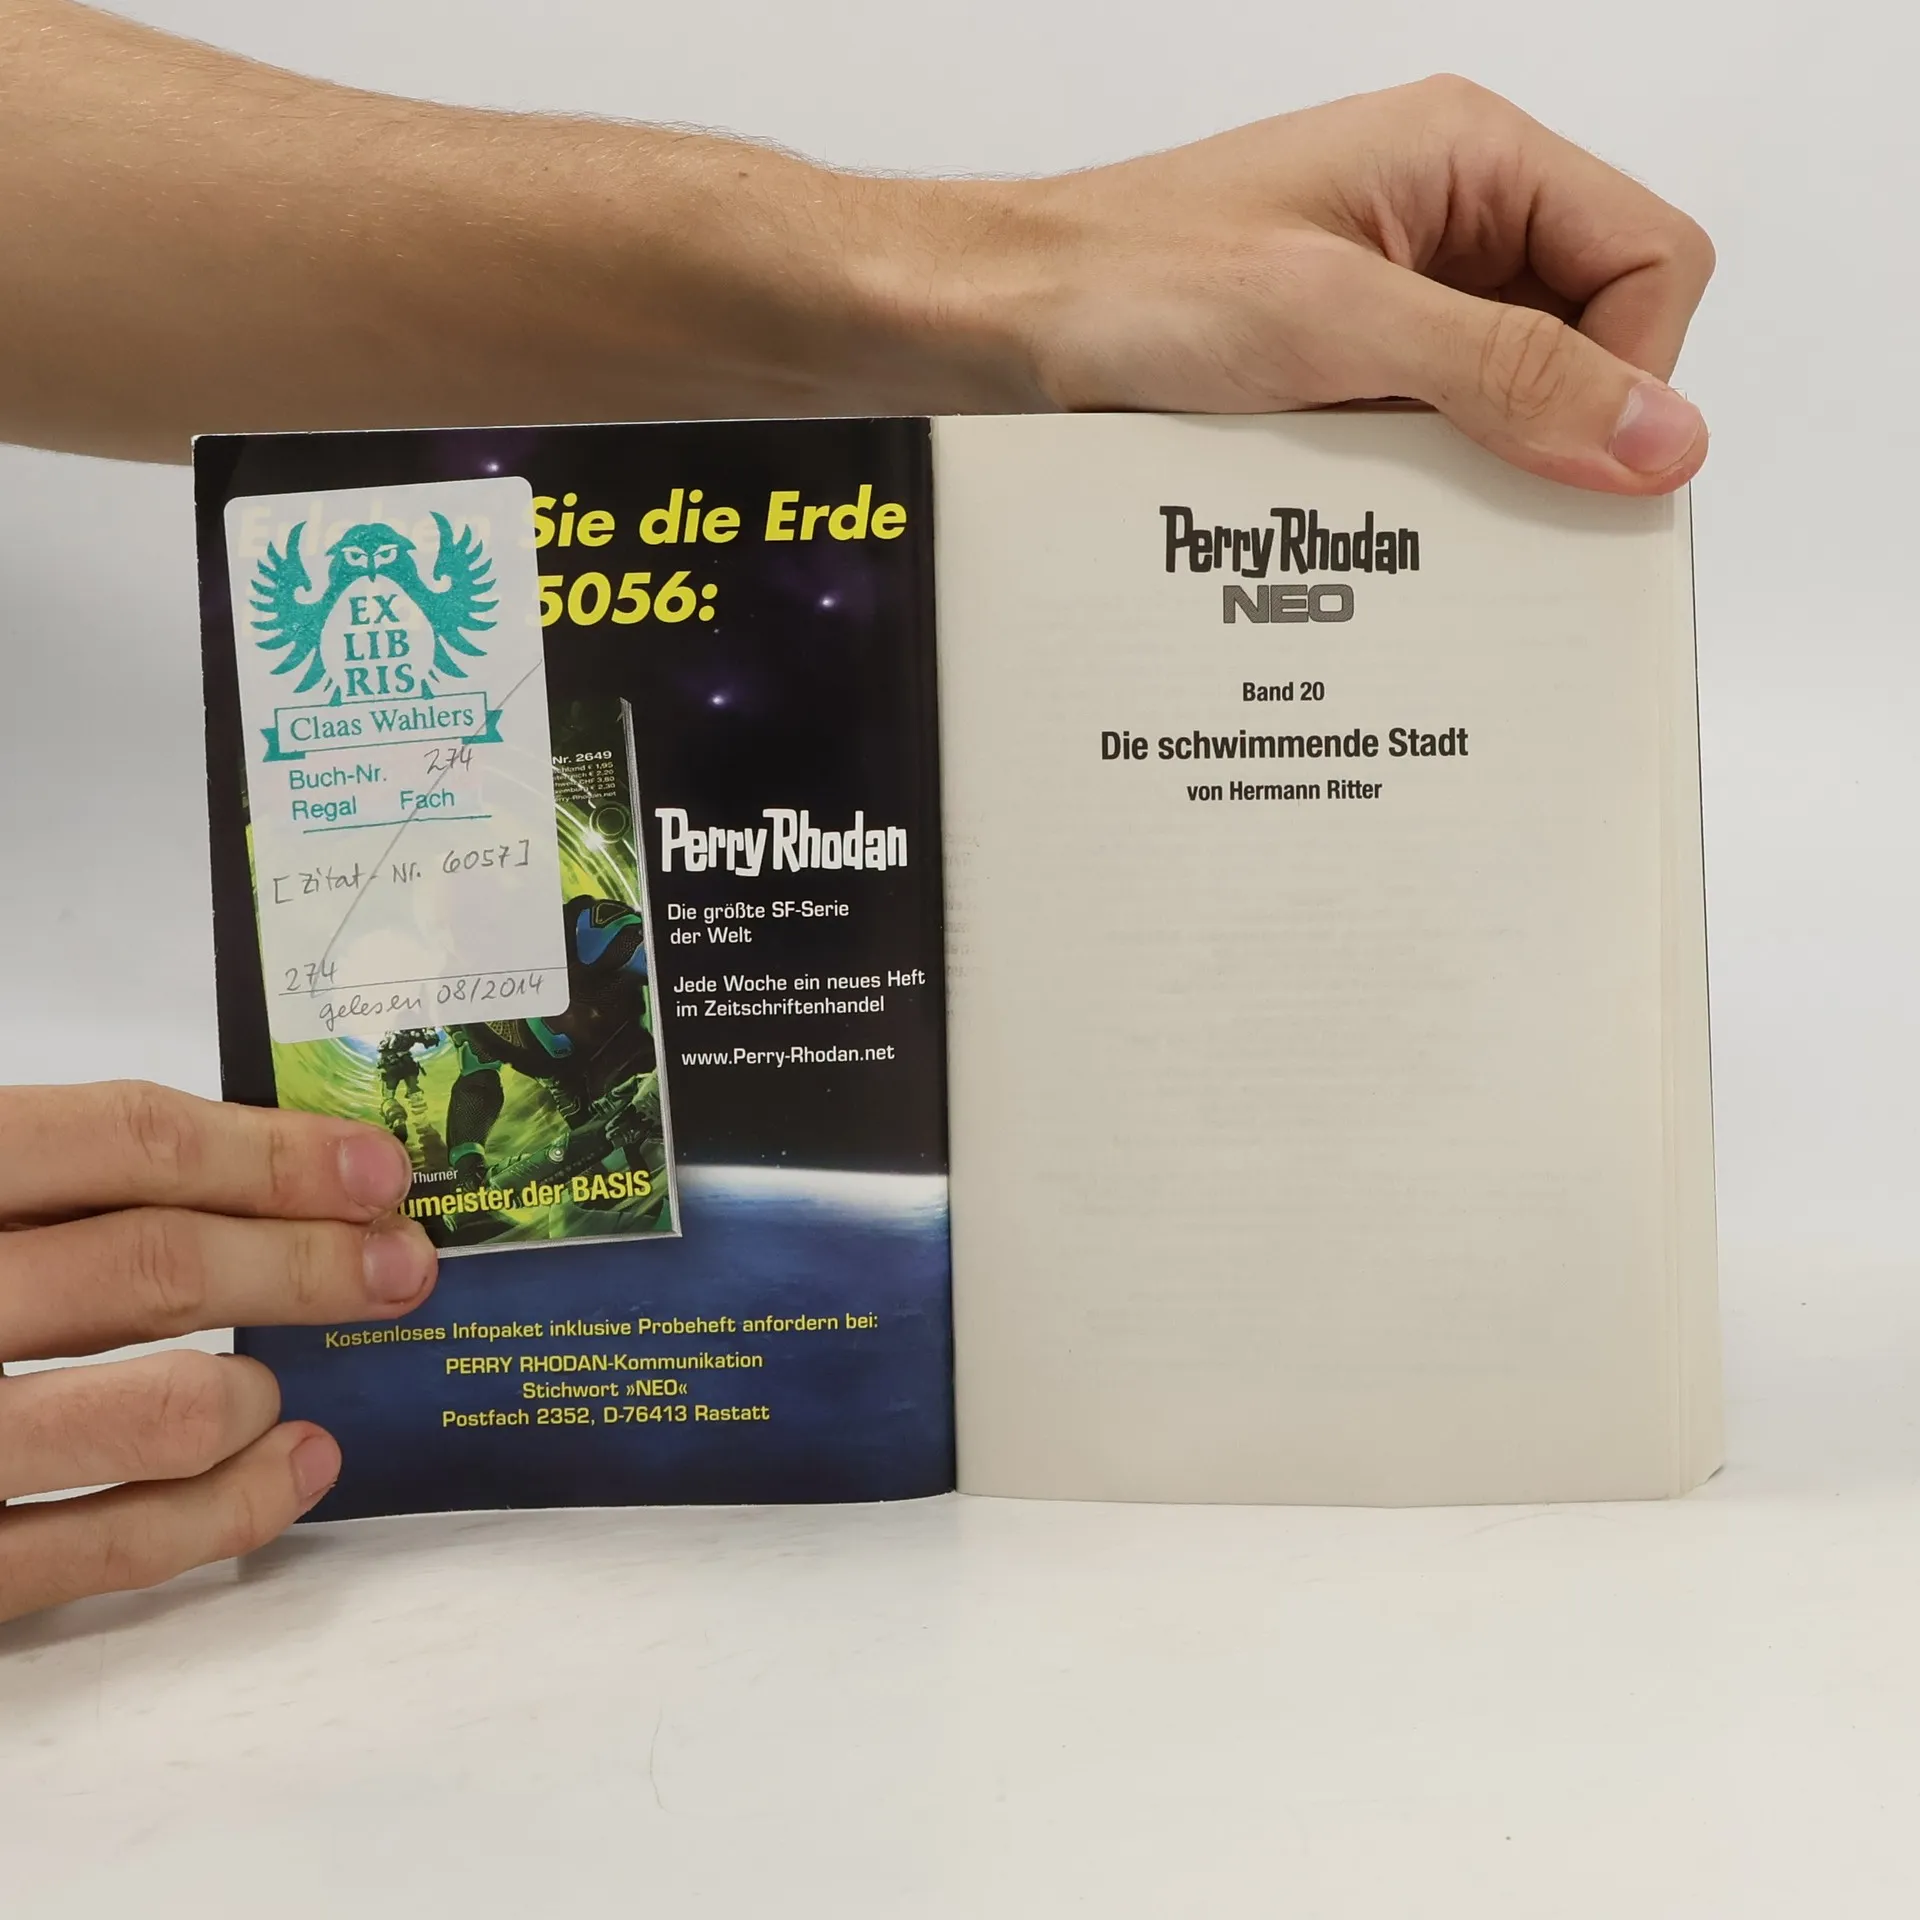 Erleben Sie die Erde
5056:
EX
LIB
RIS
Claas Wahlers
Buch-Nr. 274
Regal Fach
[Zitat-Nr. 6057]
274
gelesen 08/2014
Nr. 2649
Perry Rhodan
Die größte SF-Serie
der Welt
Jede Woche ein neues Heft
im Zeitschriftenhandel
www.Perry-Rhodan.net
Thurner
umeister der BASIS
Kostenloses Infopaket inklusive Probeheft anfordern bei:
PERRY RHODAN-Kommunikation
Stichwort »NEO«
Postfach 2352, D-76413 Rastatt
Perry Rhodan
NEO
Band 20
Die schwimmende Stadt
von Hermann Ritter